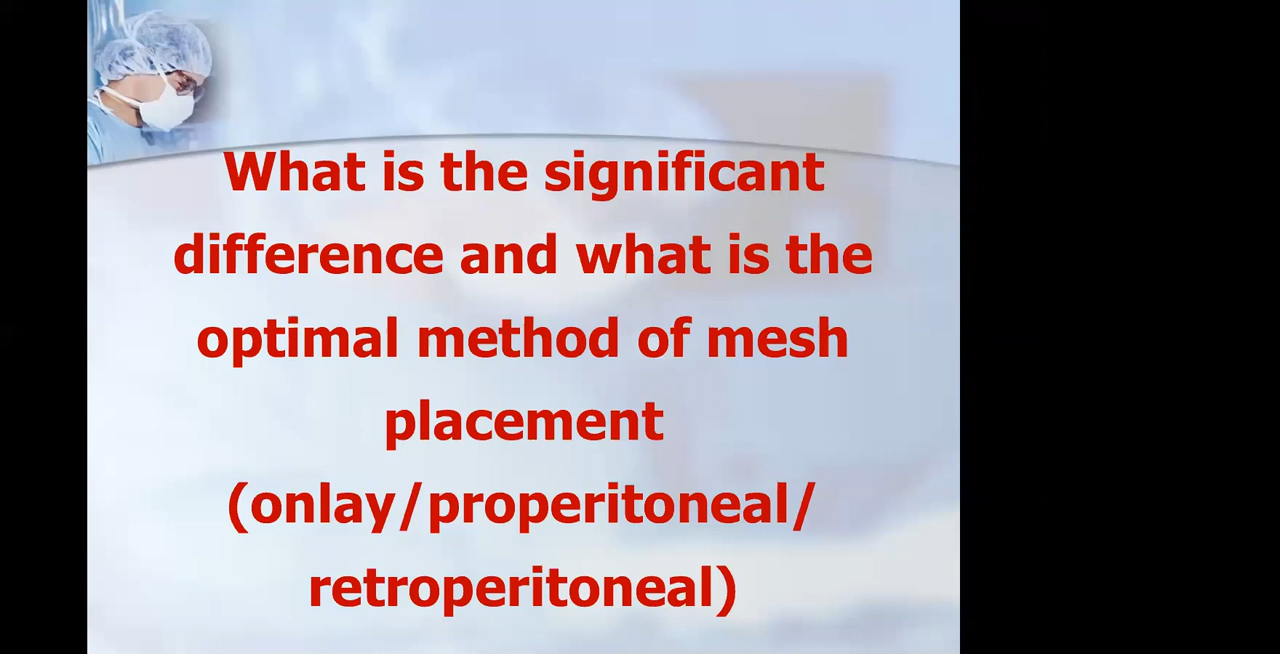 What is the significant
difference and what is the
optimal method of mesh
placement
(onlay/properitoneal/
retroperitoneal)